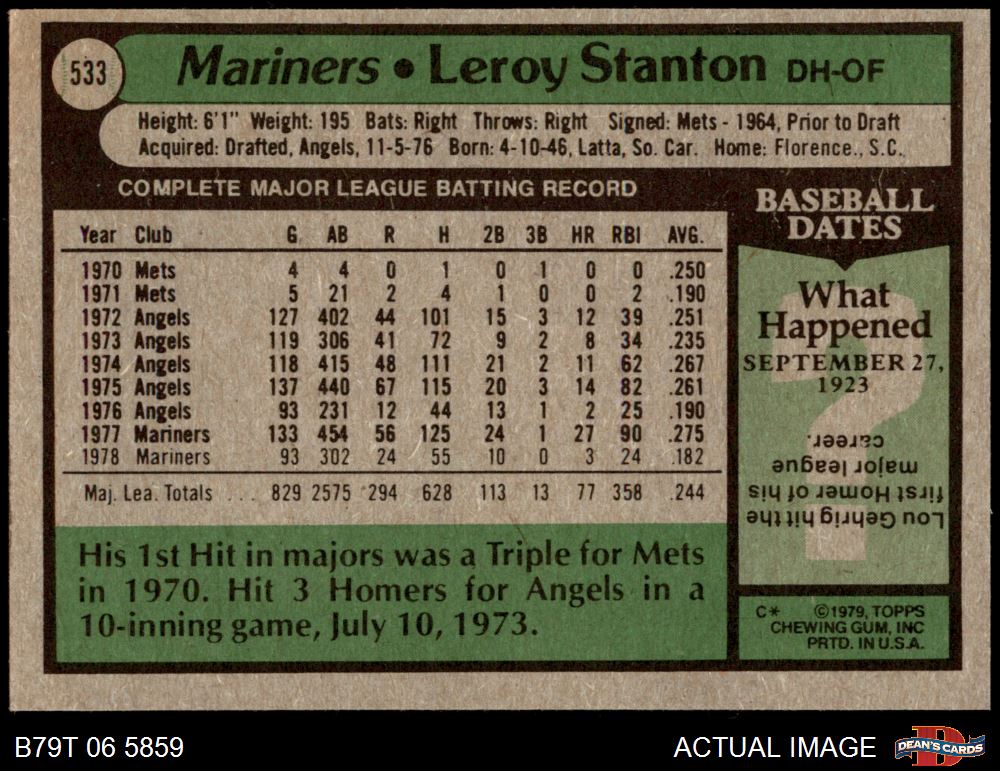 533 Mariners • Leroy Stanton DH-OF
Height: 6'1" Weight: 195 Bats: Right Throws: Right Signed: Mets - 1964, Prior to Draft
Acquired: Drafted, Angels, 11-5-76 Born: 4-10-46, Latta, So. Car. Home: Florence., S.C.
COMPLETE MAJOR LEAGUE BATTING RECORD
Year Club G AB R H 2B 3B HR RBI AVG.
1970 Mets 4 4 0 1 0 1 0 0 .250
1971 Mets 5 21 2 4 1 0 0 2 .190
1972 Angels 127 402 44 101 15 3 12 39 .251
1973 Angels 119 306 41 72 9 2 8 34 .235
1974 Angels 118 415 48 111 21 2 11 62 .267
1975 Angels 137 440 67 115 20 3 14 82 .261
1976 Angels 93 231 12 44 13 1 2 25 .190
1977 Mariners 133 454 56 125 24 1 27 90 .275
1978 Mariners 93 302 24 55 10 0 3 24 .182
Maj. Lea. Totals ... 829 2575 294 628 113 13 77 358 .244
His 1st Hit in majors was a Triple for Mets
in 1970. Hit 3 Homers for Angels in a
10-inning game, July 10, 1973.
BASEBALL
DATES
What
Happened
SEPTEMBER 27,
1923
Lou Gehrig hit the
first Homer of his
major league
career.
C* ©1979, TOPPS
CHEWING GUM, INC
PRTD. IN U.S.A.
B79T 06 5859
ACTUAL IMAGE
D
DEAN'S CARDS